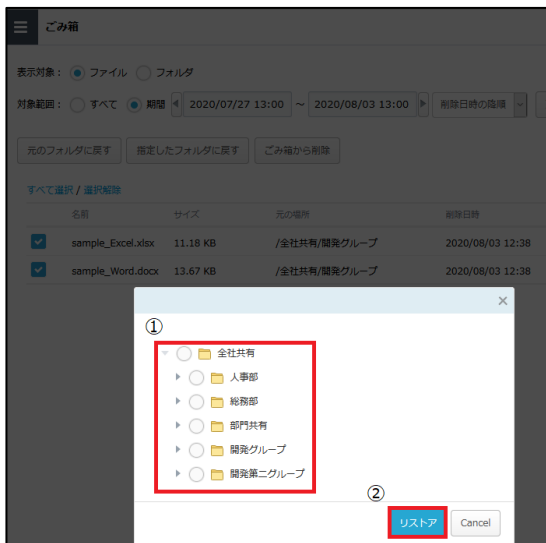 ごみ箱
表示対象： ファイル フォルダ
対象範囲： すべて 期間 2020/07/27 13:00 ～ 2020/08/03 13:00 削除日時の降順
元のフォルダに戻す 指定したフォルダに戻す ごみ箱から削除
すべて選択 / 選択解除
名前 サイズ 元の場所 削除日時
sample_Excel.xlsx 11.18 KB /全社共有/開発グループ 2020/08/03 12:38
sample_Word.docx 13.67 KB /全社共有/開発グループ 2020/08/03 12:38
①
全社共有
人事部
総務部
部門共有
開発グループ
開発第二グループ
②
リストア Cancel